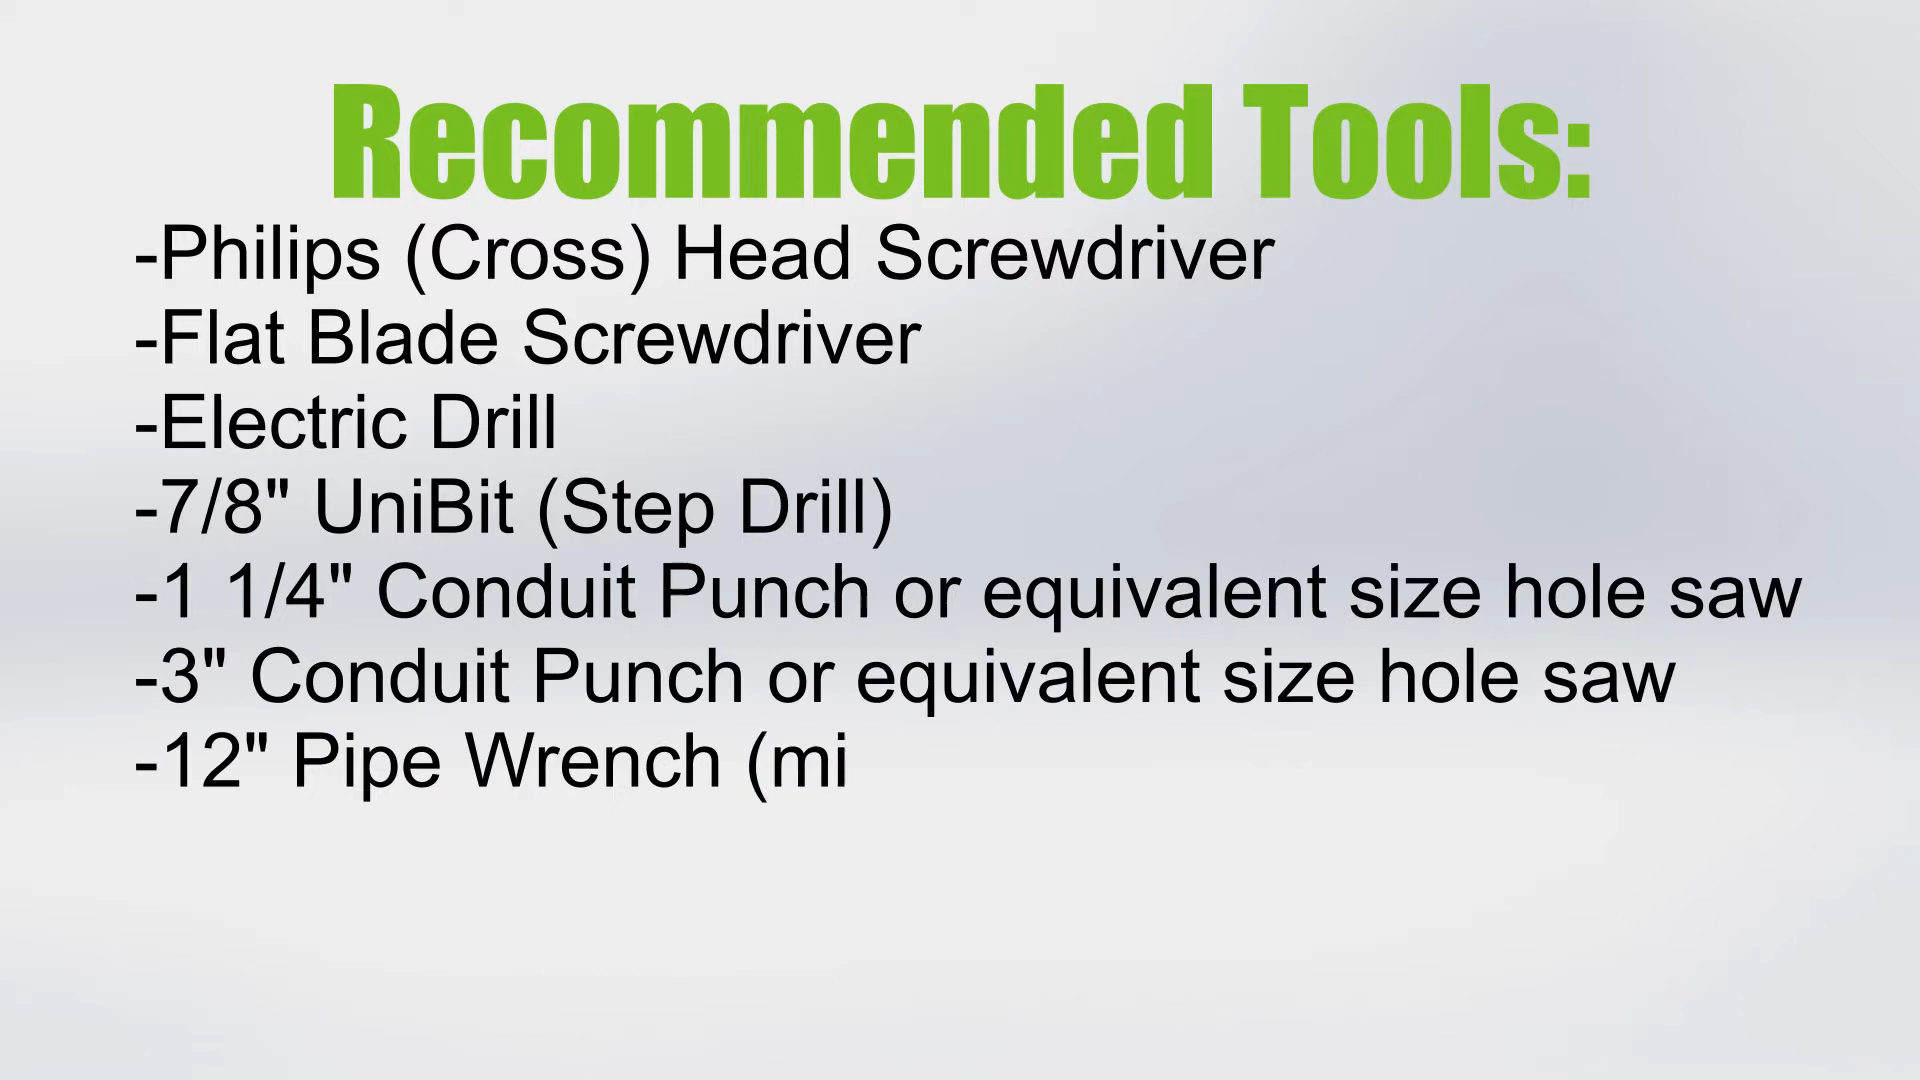 Recommended Tools:
-Philips (Cross) Head Screwdriver
-Flat Blade Screwdriver
-Electric Drill
-7/8" UniBit (Step Drill)
-1 1/4" Conduit Punch or equivalent size hole saw
-3" Conduit Punch or equivalent size hole saw
-12" Pipe Wrench (mi